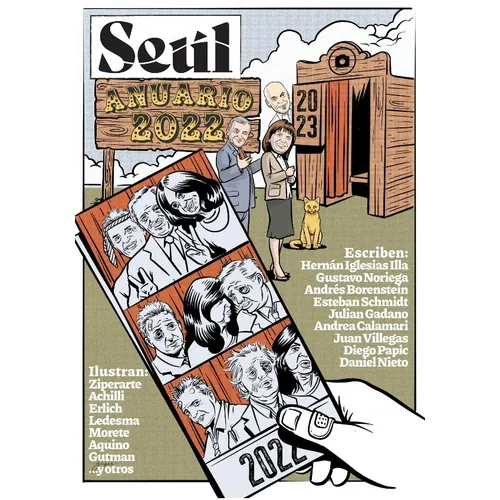 Seúl
ANUARIO
2022
20
23
Escriben:
Hernán Iglesias Illa
Gustavo Noriega
Andrés Borenstein
Esteban Schmidt
Julian Gadano
Andrea Calamari
Juan Villegas
Diego Papic
Daniel Nieto
Ilustran:
Ziperarte
Achilli
Erlich
Ledesma
Morete
Aquino
Gutman
...y otros
2022